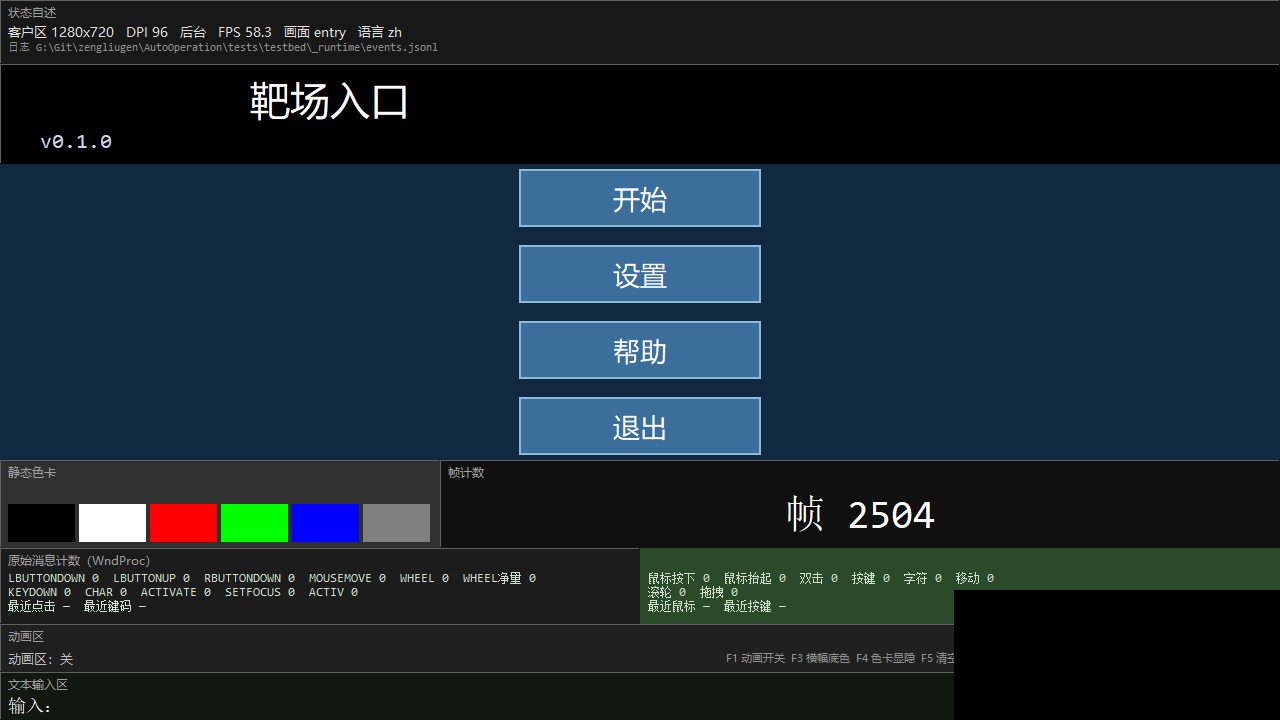 状态自述
客户区 1280x720 DPI 96 后台 FPS 58.3 画面 entry 语言 zh
日志 G:\Git\zengliugen\AutoOperation\tests\testbed\_runtime\events.jsonl
靶场入口
v0.1.0
开始
设置
帮助
退出
静态色卡
帧计数
帧 2504
原始消息计数（WndProc）
LBUTTONDOWN 0 LBUTTONUP 0 RBUTTONDOWN 0 MOUSEMOVE 0 WHEEL 0 WHEEL净量 0
KEYDOWN 0 CHAR 0 ACTIVATE 0 SETFOCUS 0 ACTIV 0
最近点击 — 最近键码 —
鼠标按下 0 鼠标抬起 0 双击 0 按键 0 字符 0 移动 0
滚轮 0 拖拽 0
最近鼠标 — 最近按键 —
动画区
动画区: 关
F1 动画开关 F3 横幅底色 F4 色卡显隐 F5 清空
文本输入区
输入: